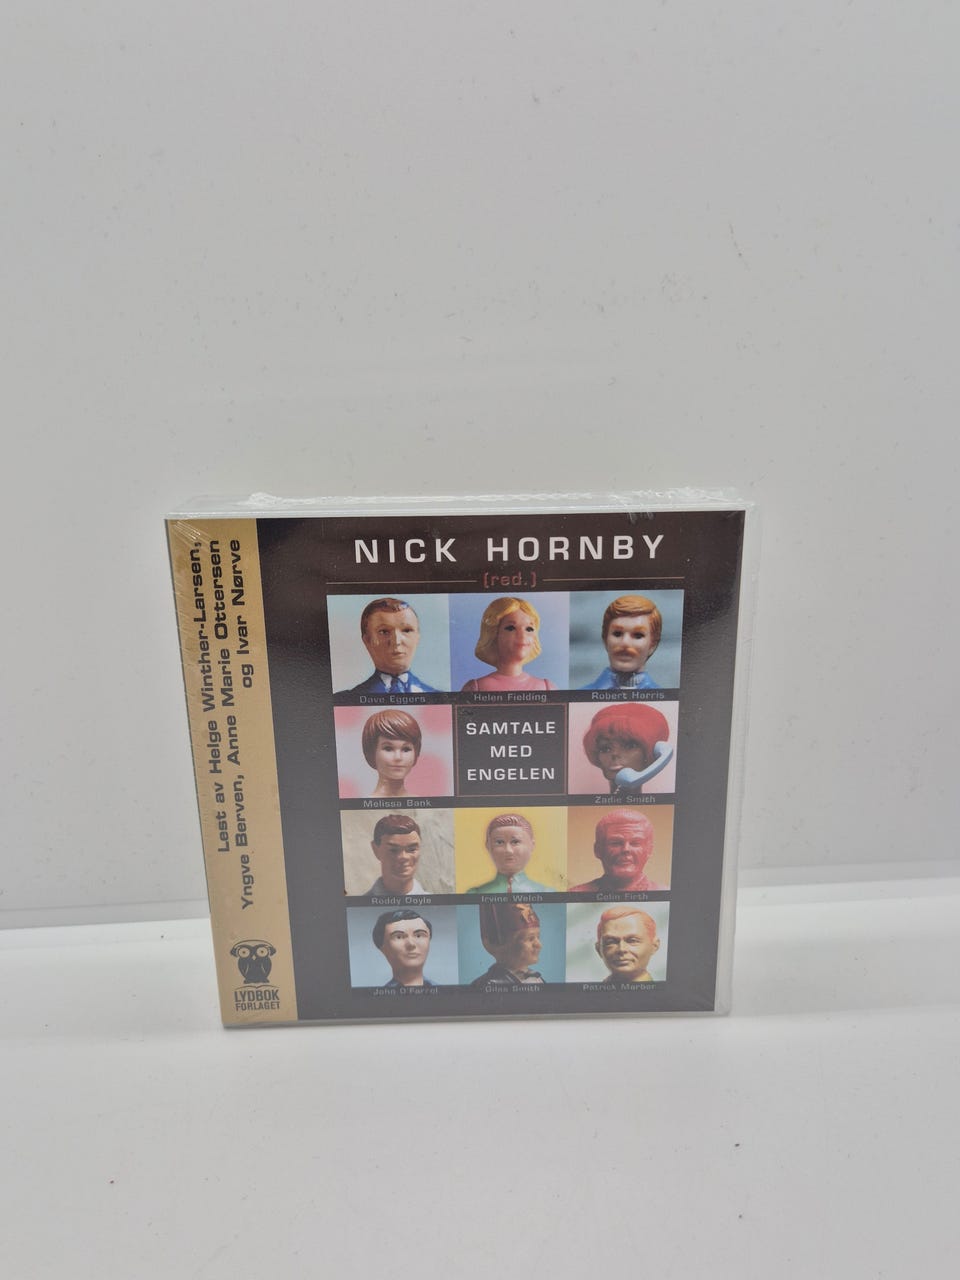 NICK HORNBY
(red.)
Dave Eggers
Helen Fielding
Robert Harris
Melissa Bank
SAMTALE
MED
ENGELEN
Zadie Smith
Roddy Doyle
Irvine Welch
Colin Firth
John O'Farrel
Giles Smith
Patrick Marber
Lest av Helge Winther-Larsen,
Yngve Berven, Anne Marie Ottersen
og Ivar Nørve
LYDBOK
FORLAGET